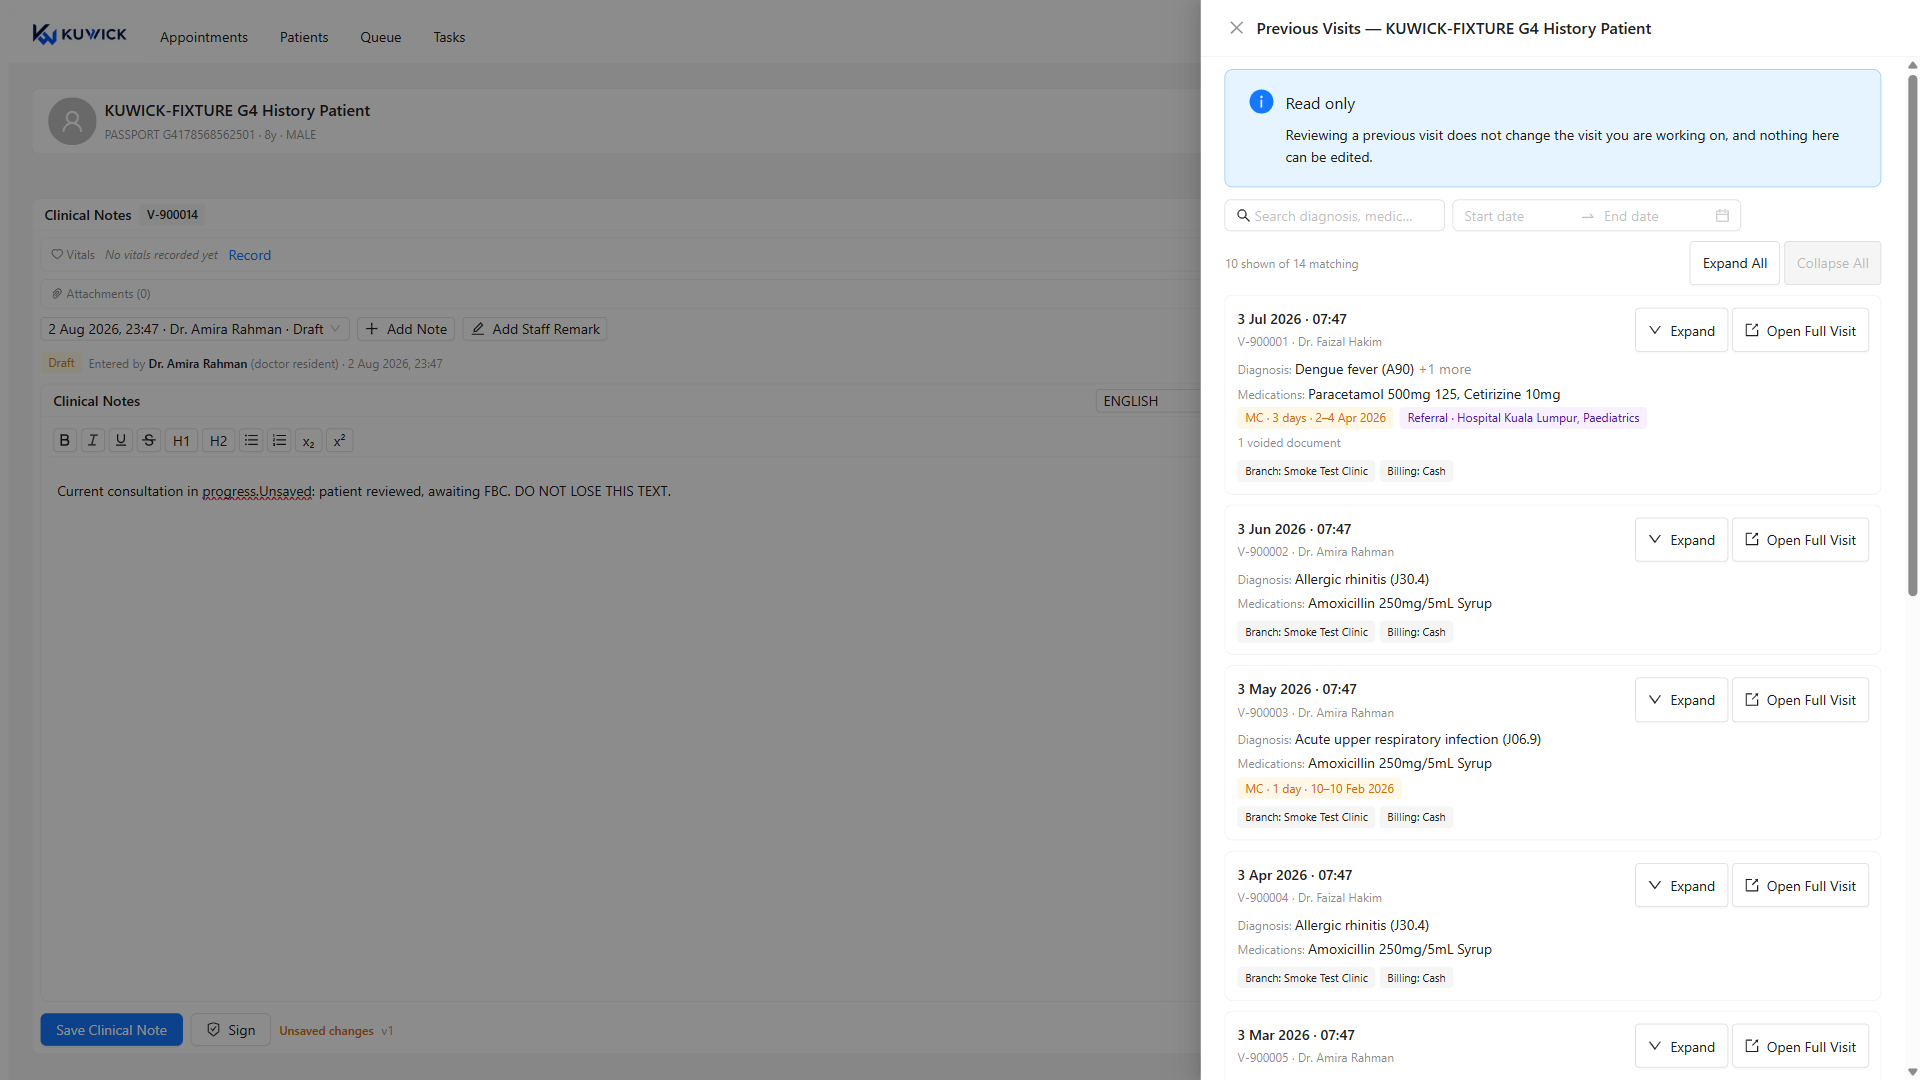 KUWICK
Appointments
Patients
Queue
Tasks
KUWICK-FIXTURE G4 History Patient
PASSPORT G4178568562501 · 8y · MALE
Clinical Notes
V-900014
Vitals
No vitals recorded yet
Record
Attachments (0)
2 Aug 2026, 23:47 · Dr. Amira Rahman · Draft
Add Note
Add Staff Remark
Draft
Entered by Dr. Amira Rahman (doctor resident) · 2 Aug 2026, 23:47
Clinical Notes
ENGLISH
B
I
U
S
H1
H2
x₂
x²
Current consultation in progress.Unsaved: patient reviewed, awaiting FBC. DO NOT LOSE THIS TEXT.
Save Clinical Note
Sign
Unsaved changes
v1
Previous Visits — KUWICK-FIXTURE G4 History Patient
Read only
Reviewing a previous visit does not change the visit you are working on, and nothing here
can be edited.
Search diagnosis, medic...
Start date
End date
10 shown of 14 matching
Expand All
Collapse All
3 Jul 2026 · 07:47
V-900001 · Dr. Faizal Hakim
Expand
Open Full Visit
Diagnosis: Dengue fever (A90) +1 more
Medications: Paracetamol 500mg 125, Cetirizine 10mg
MC · 3 days · 2–4 Apr 2026
Referral · Hospital Kuala Lumpur, Paediatrics
1 voided document
Branch: Smoke Test Clinic
Billing: Cash
3 Jun 2026 · 07:47
V-900002 · Dr. Amira Rahman
Expand
Open Full Visit
Diagnosis: Allergic rhinitis (J30.4)
Medications: Amoxicillin 250mg/5mL Syrup
Branch: Smoke Test Clinic
Billing: Cash
3 May 2026 · 07:47
V-900003 · Dr. Amira Rahman
Expand
Open Full Visit
Diagnosis: Acute upper respiratory infection (J06.9)
Medications: Amoxicillin 250mg/5mL Syrup
MC · 1 day · 10–10 Feb 2026
Branch: Smoke Test Clinic
Billing: Cash
3 Apr 2026 · 07:47
V-900004 · Dr. Faizal Hakim
Expand
Open Full Visit
Diagnosis: Allergic rhinitis (J30.4)
Medications: Amoxicillin 250mg/5mL Syrup
Branch: Smoke Test Clinic
Billing: Cash
3 Mar 2026 · 07:47
V-900005 · Dr. Amira Rahman
Expand
Open Full Visit